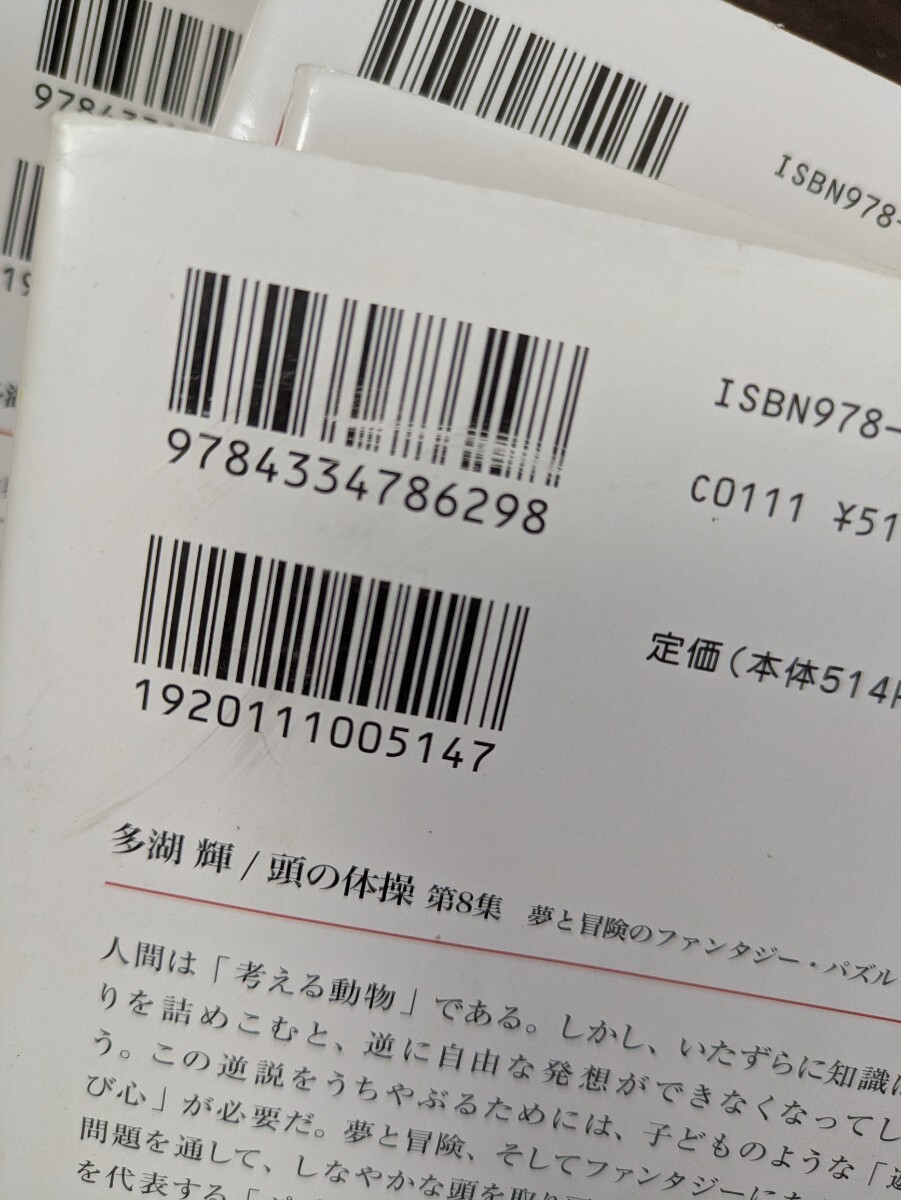 ISBN978-
9784334786298
ISBN978-
C0111 ¥51
1920111005147
定価(本体514
多湖 輝/頭の体操 第8集 夢と冒険のファンタジー・パズル
人間は「考える動物」である。しかし、いたずらに知識
りを詰めこむと、逆に自由な発想ができなくなってし
う。この逆説をうちやぶるためには、子どものような「
び心」が必要だ。夢と冒険、そしてファンタジーに
問題を通して、しなやかな頭を取り
を代表する「